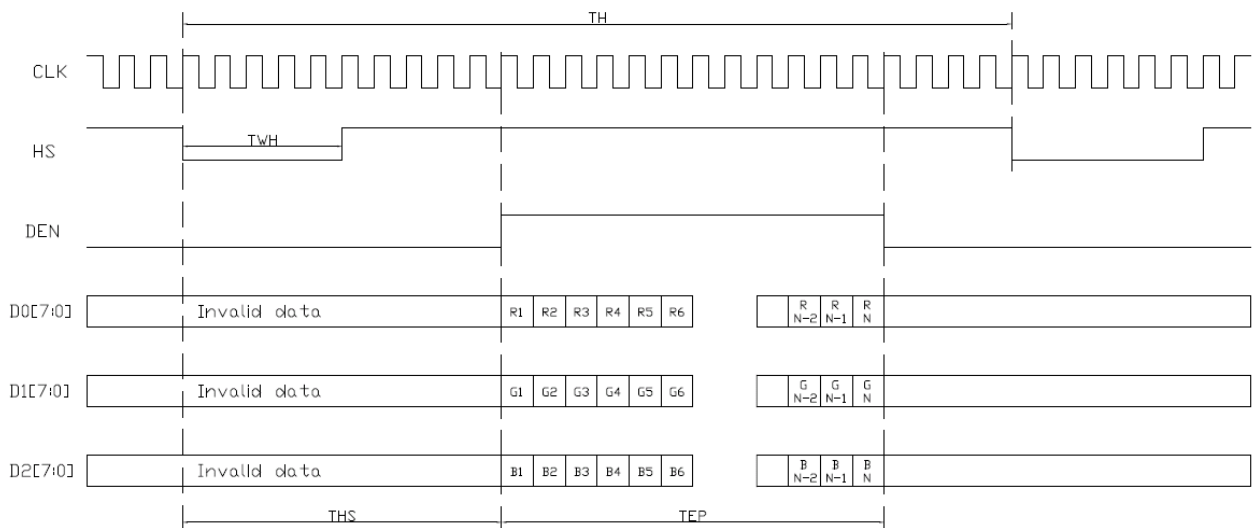 TH
CLK
TWH
HS
DEN
D0[7:0] Invalid data R1 R2 R3 R4 R5 R6 R N-2 R N-1 R N
D1[7:0] Invalid data G1 G2 G3 G4 G5 G6 G N-2 G N-1 G N
D2[7:0] Invalid data B1 B2 B3 B4 B5 B6 B N-2 B N-1 B N
THS TEP